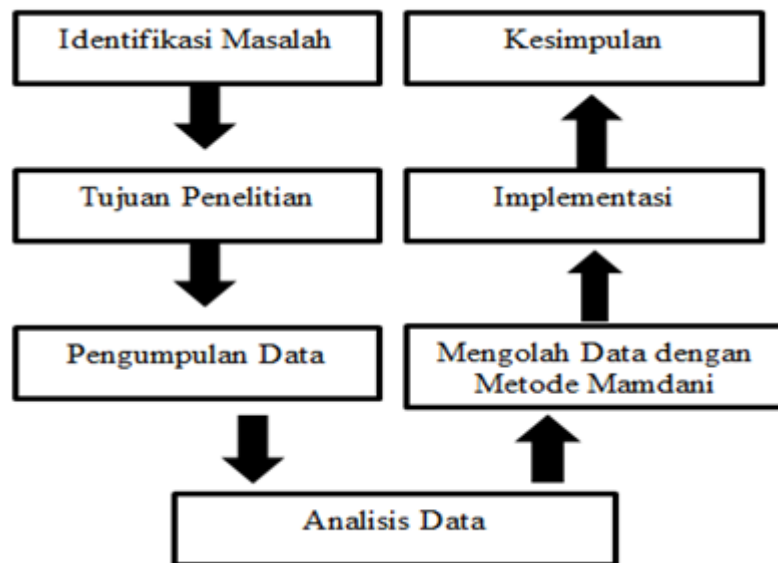 Identifikasi Masalah
Tujuan Penelitian
Pengumpulan Data
Analisis Data
Mengolah Data dengan
Metode Mamdani
Implementasi
Kesimpulan